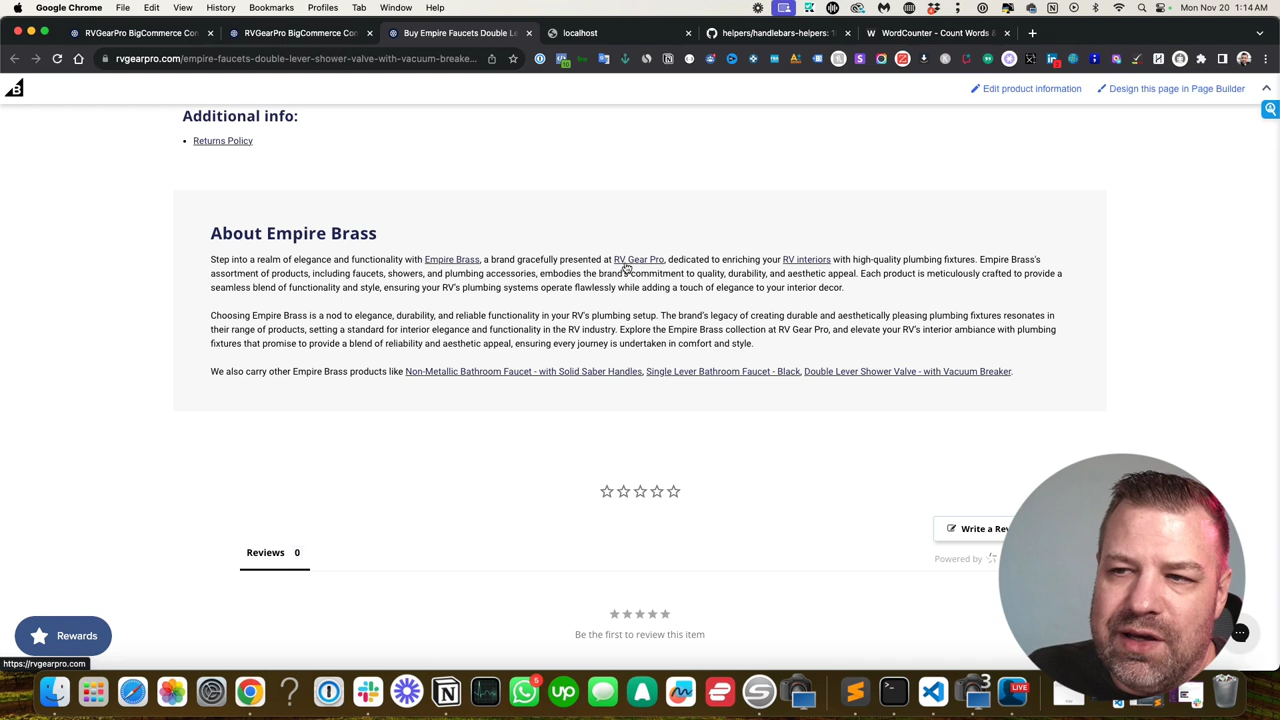 Google Chrome File Edit View History Bookmarks Profiles Tab Window Help Mon Nov 20 1:14 AM
RVGearPro BigCommerce Con RVGearPro BigCommerce Con Buy Empire Faucets Double Le localhost helpers/handlebars-helpers: 1 WordCounter - Count Words &
rvgearpro.com/empire-faucets-double-lever-shower-valve-with-vacuum-breake...
Edit product information Design this page in Page Builder
Additional info:
• Returns Policy
About Empire Brass
Step into a realm of elegance and functionality with Empire Brass, a brand gracefully presented at RV Gear Pro, dedicated to enriching your RV interiors with high-quality plumbing fixtures. Empire Brass's
assortment of products, including faucets, showers, and plumbing accessories, embodies the brand commitment to quality, durability, and aesthetic appeal. Each product is meticulously crafted to provide a
seamless blend of functionality and style, ensuring your RV's plumbing systems operate flawlessly while adding a touch of elegance to your interior decor.
Choosing Empire Brass is a nod to elegance, durability, and reliable functionality in your RV's plumbing setup. The brand's legacy of creating durable and aesthetically pleasing plumbing fixtures resonates in
their range of products, setting a standard for interior elegance and functionality in the RV industry. Explore the Empire Brass collection at RV Gear Pro, and elevate your RV's interior ambiance with plumbing
fixtures that promise to provide a blend of reliability and aesthetic appeal, ensuring every journey is undertaken in comfort and style.
We also carry other Empire Brass products like Non-Metallic Bathroom Faucet - with Solid Saber Handles, Single Lever Bathroom Faucet - Black, Double Lever Shower Valve - with Vacuum Breaker.
Write a Rev
Reviews 0
Powered by
Be the first to review this item
Rewards
https://rvgearpro.com
5
up
3
LIVE